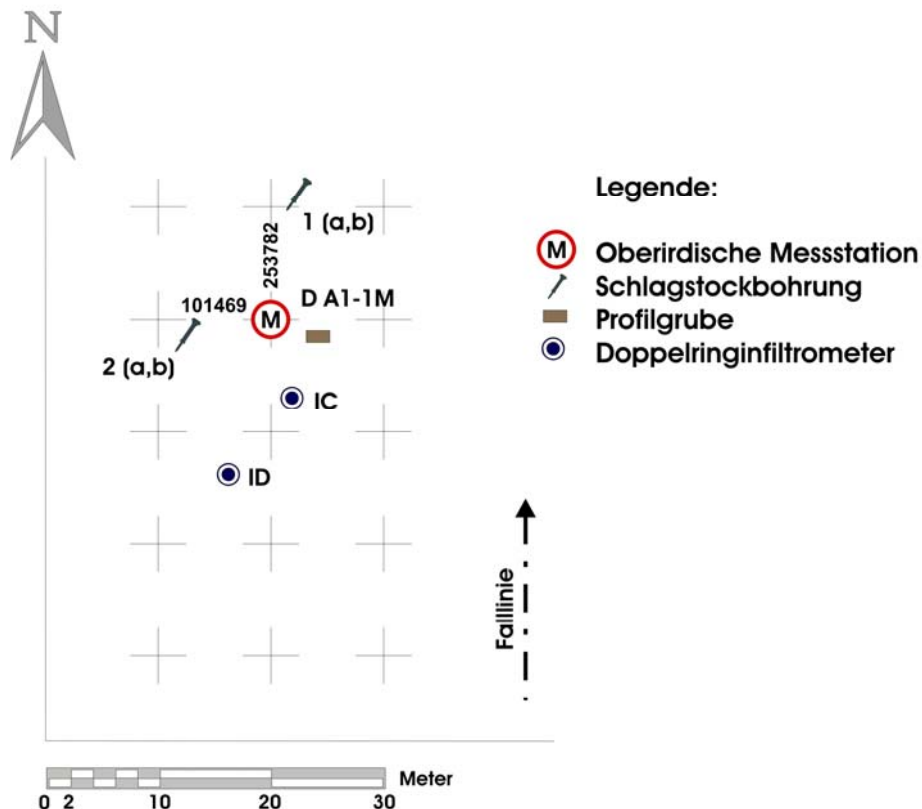 N
Legende:
M Oberirdische Messstation
Schlagstockbohrung
Profilgrube
Doppelringinfiltrometer
1 (a,b)
253782
D A1-1M
101469
M
2 (a,b)
IC
ID
Falllinie
Meter
0 2 10 20 30